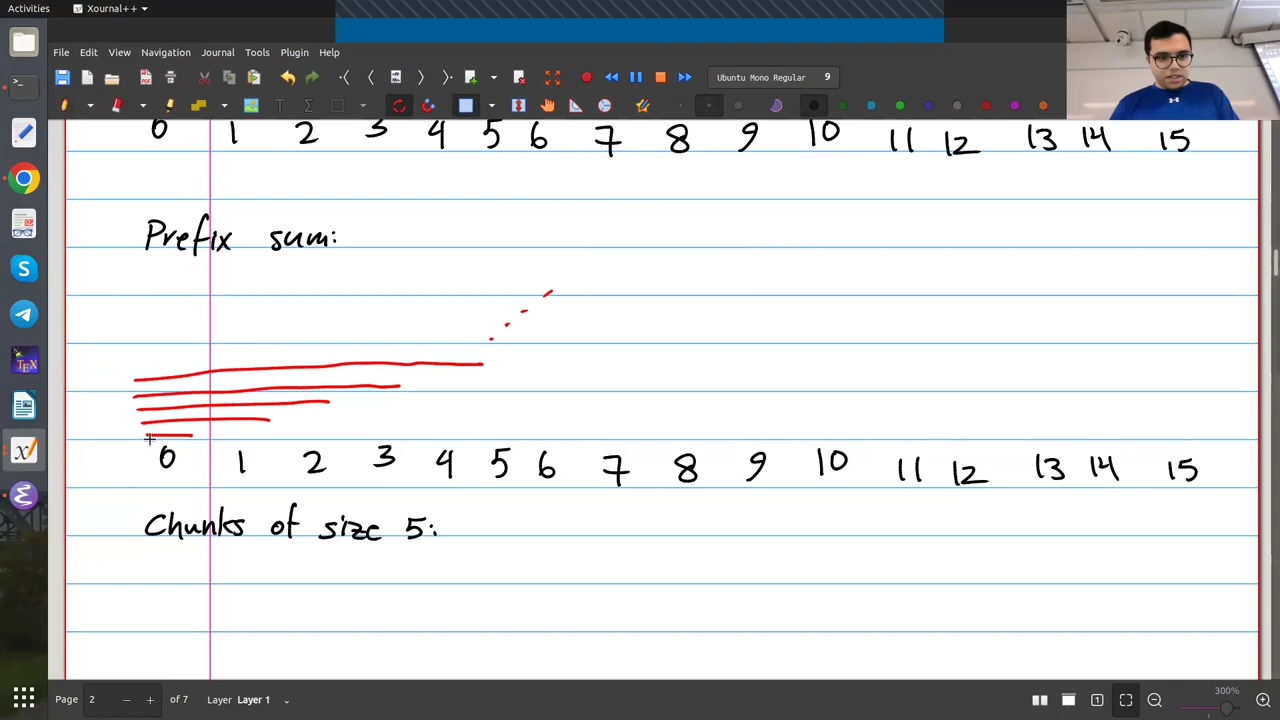 Activities Xournal++
File Edit View Navigation Journal Tools Plugin Help
Ubuntu Mono Regular 9
0 1 2 3 4 5 6 7 8 9 10 11 12 13 14 15
Prefix sum:
0 1 2 3 4 5 6 7 8 9 10 11 12 13 14 15
Chunks of size 5:
Page 2 of 7 Layer Layer 1 300%